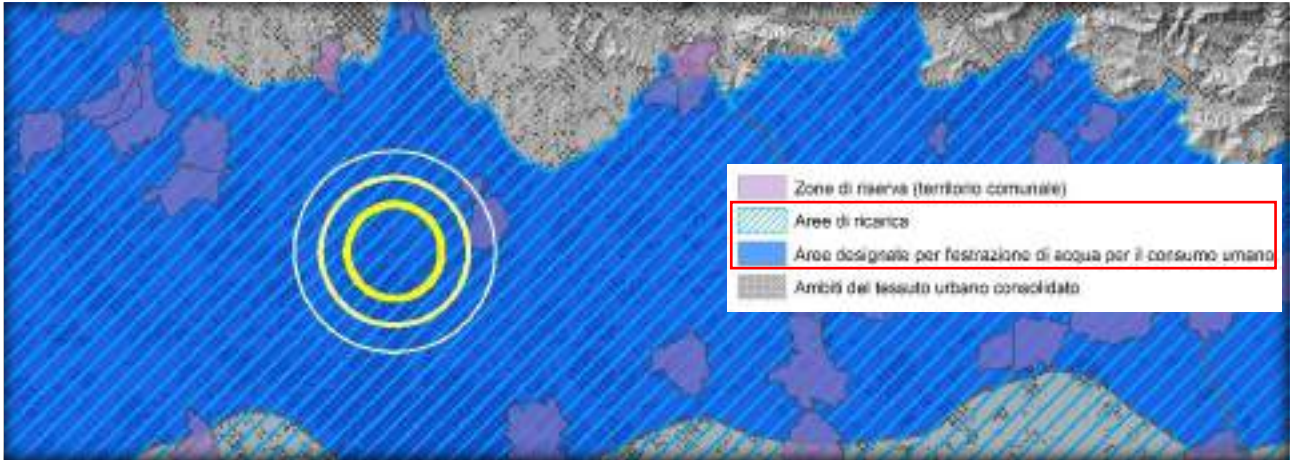 Zone di riserva (territorio comunale)
Aree di ricarica
Aree designate per l'estrazione di acqua per il consumo umano
Ambiti del tessuto urbano consolidato